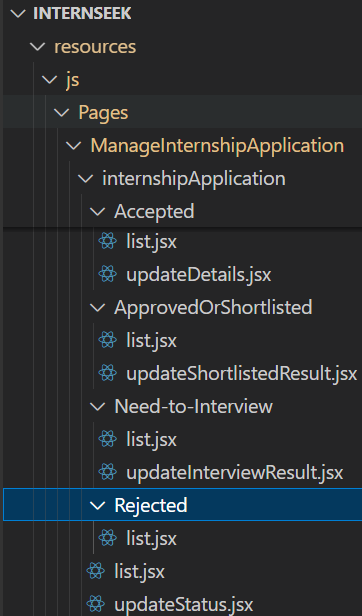 INTERNSEEK
resources
js
Pages
ManageInternshipApplication
internshipApplication
Accepted
list.jsx
updateDetails.jsx
ApprovedOrShortlisted
list.jsx
updateShortlistedResult.jsx
Need-to-Interview
list.jsx
updateInterviewResult.jsx
Rejected
list.jsx
list.jsx
updateStatus.jsx